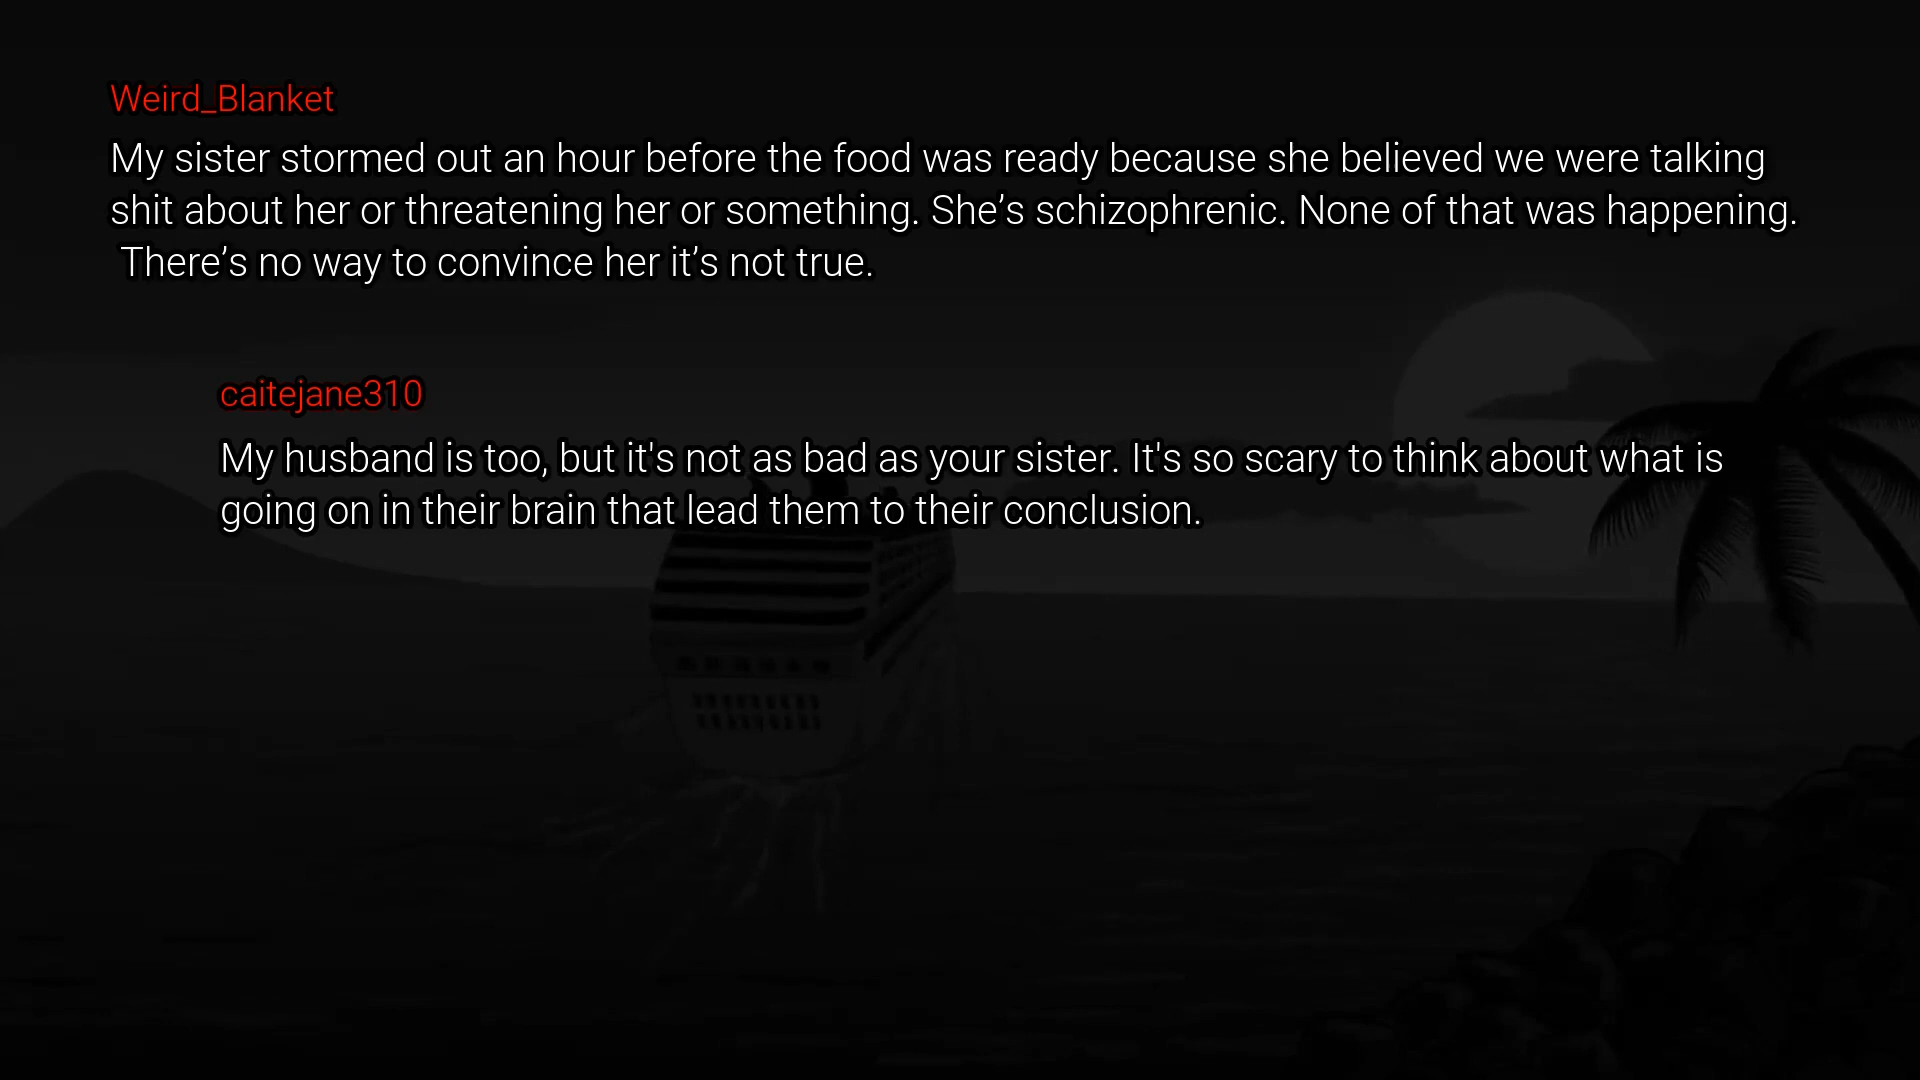 Weird_Blanket
My sister stormed out an hour before the food was ready because she believed we were talking
shit about her or threatening her or something. She’s schizophrenic. None of that was happening.
There’s no way to convince her it’s not true.
caitejane310
My husband is too, but it's not as bad as your sister. It's so scary to think about what is
going on in their brain that lead them to their conclusion.